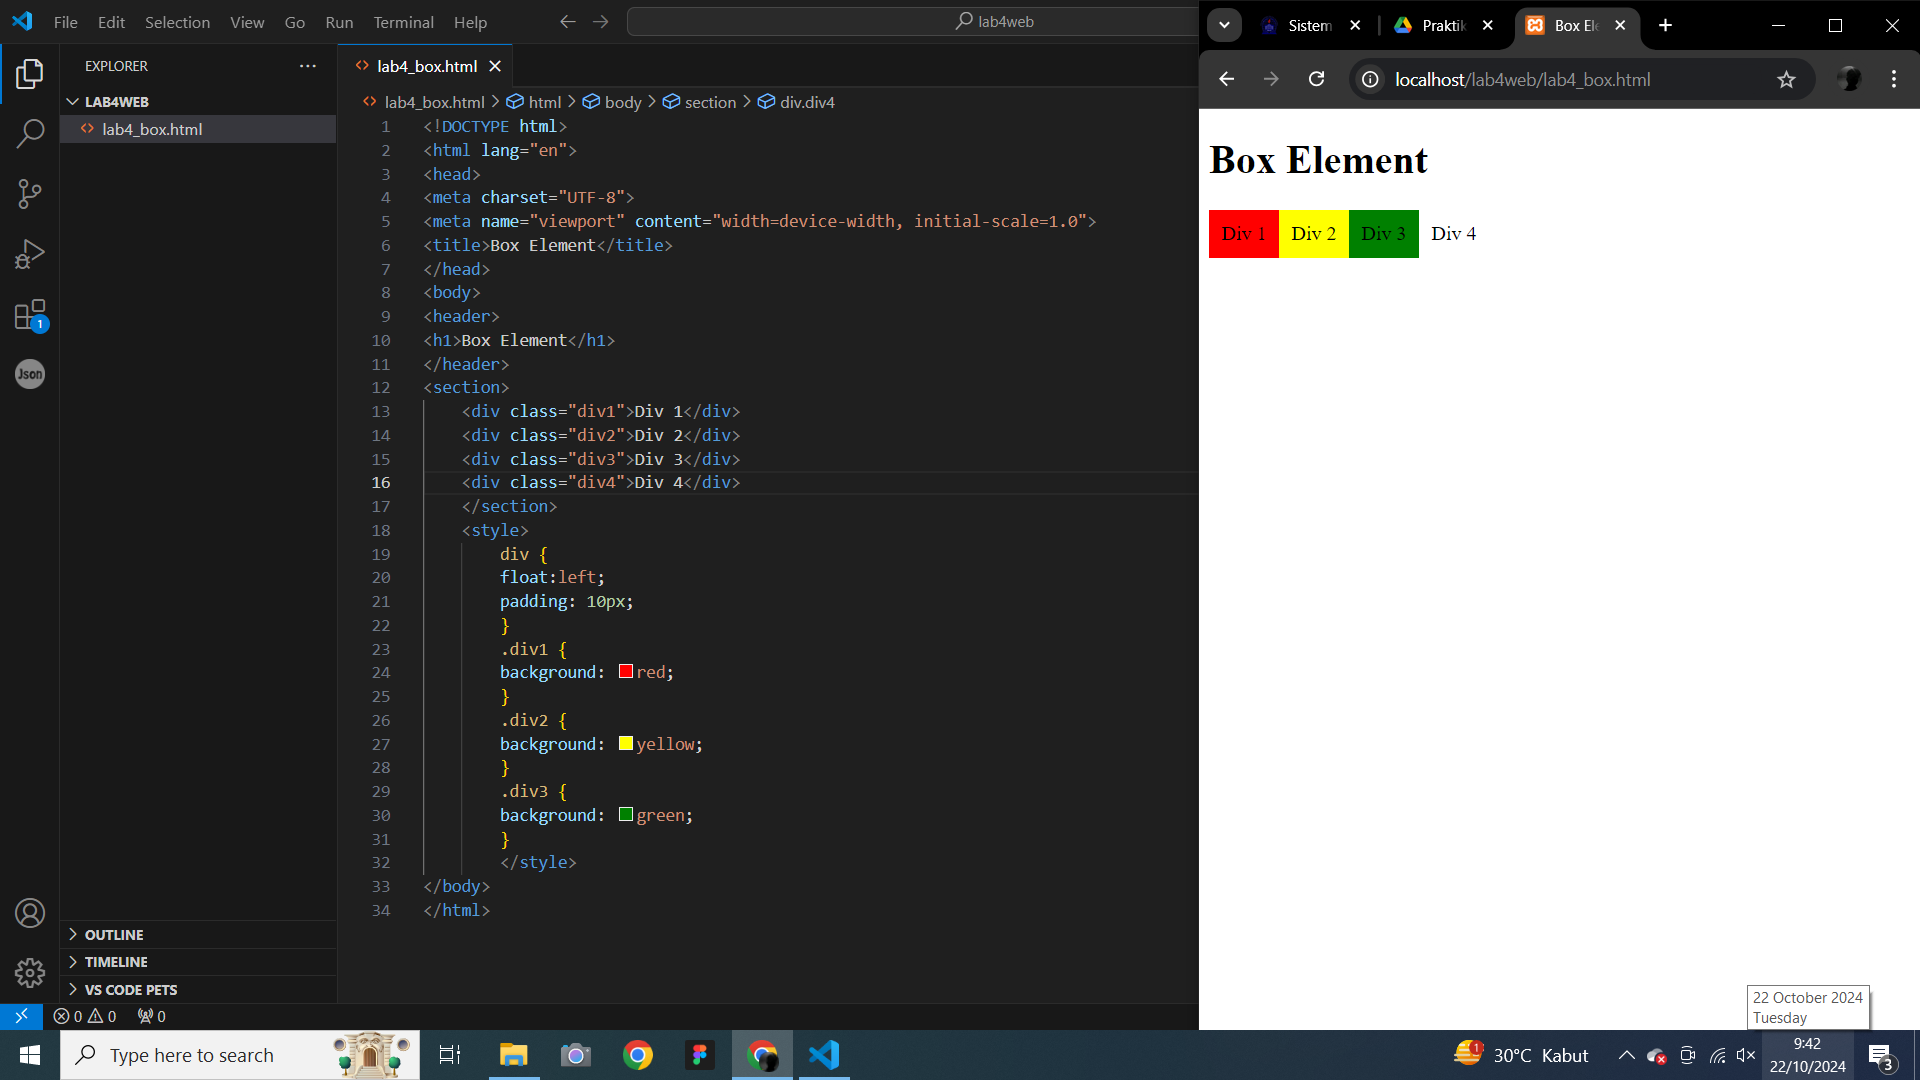 File Edit Selection View Go Run Terminal Help
lab4web
EXPLORER
LAB4WEB
lab4_box.html
Json
1
OUTLINE
TIMELINE
VS CODE PETS
lab4_box.html
lab4_box.html > html > body > section > div.div4
1 <!DOCTYPE html>
2 <html lang="en">
3 <head>
4 <meta charset="UTF-8">
5 <meta name="viewport" content="width=device-width, initial-scale=1.0">
6 <title>Box Element</title>
7 </head>
8 <body>
9 <header>
10 <h1>Box Element</h1>
11 </header>
12 <section>
13 <div class="div1">Div 1</div>
14 <div class="div2">Div 2</div>
15 <div class="div3">Div 3</div>
16 <div class="div4">Div 4</div>
17 </section>
18 <style>
19 div {
20 float:left;
21 padding: 10px;
22 }
23 .div1 {
24 background: red;
25 }
26 .div2 {
27 background: yellow;
28 }
29 .div3 {
30 background: green;
31 }
32 </style>
33 </body>
34 </html>
0 0 0
Sistem
Praktik
Box Ele
localhost/lab4web/lab4_box.html
Box Element
Div 1 Div 2 Div 3 Div 4
22 October 2024
Tuesday
Type here to search
1
30°C Kabut
9:42
22/10/2024
3